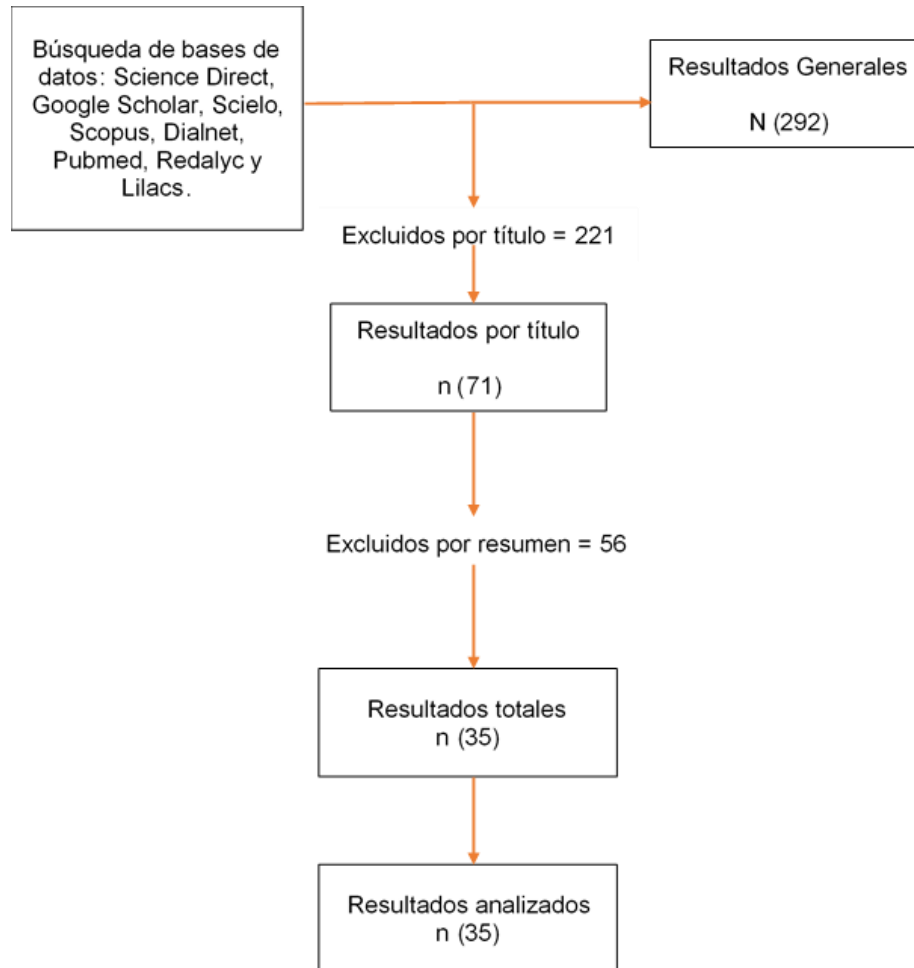 Búsqueda de bases de
datos: Science Direct,
Google Scholar, Scielo,
Scopus, Dialnet,
Pubmed, Redalyc y
Lilacs.
Resultados Generales
N (292)
Excluidos por título = 221
Resultados por título
n (71)
Excluidos por resumen = 56
Resultados totales
n (35)
Resultados analizados
n (35)